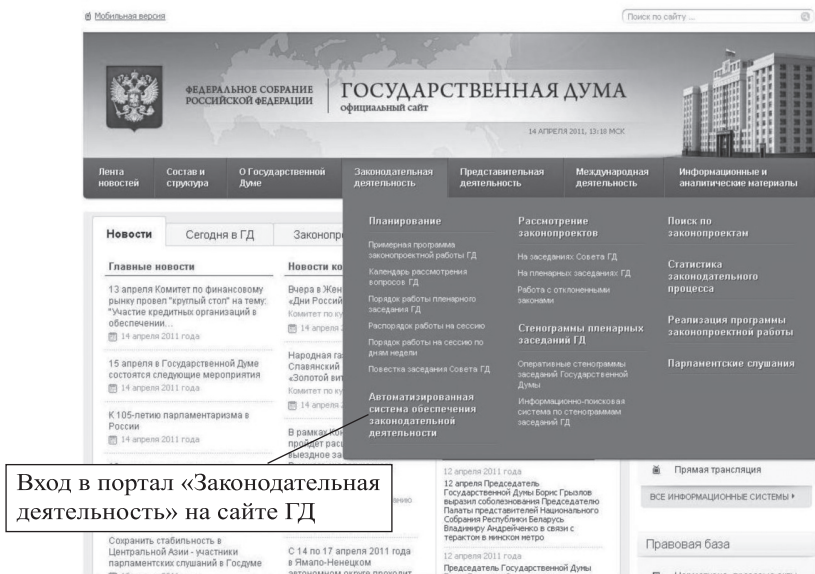 Мобильная версия
Поиск по сайту ...
ФЕДЕРАЛЬНОЕ СОБРАНИЕ
РОССИЙСКОЙ ФЕДЕРАЦИИ
ГОСУДАРСТВЕННАЯ ДУМА
официальный сайт
14 АПРЕЛЯ 2011, 13:18 МСК
Лента
новостей
Состав и
структура
О Государственной
Думе
Законодательная
деятельность
Представительная
деятельность
Международная
деятельность
Информационные и
аналитические материалы
Новости
Сегодня в ГД
Законопр
Главные новости
13 апреля Комитет по финансовому
рынку провел "круглый стол" на тему:
"Участие кредитных организаций в
обеспечении...
14 апреля 2011 года
15 апреля в Государственной Думе
состоятся следующие мероприятия
14 апреля 2011 года
К 105-летию парламентаризма в
России
14 апреля 2011 года
Новости ко
Вчера в Жен
«Дни Россий
Комитет по ку
14 апреля 2
Народная га
Славянский
«Золотой вит
Комитет по ку
14 апреля
В рамках Кон
пройдет расш
выездное за
Планирование
Примерная программа
законопроектной работы ГД
Календарь рассмотрения
вопросов ГД
Порядок работы пленарного
заседания ГД
Распорядок работы на сессию
Порядок работы на сессию по
дням недели
Повестка заседания Совета ГД
Автоматизированная
система обеспечения
законодательной
деятельности
Рассмотрение
законопроектов
На заседаниях Совета ГД
На пленарных заседаниях ГД
Работа с отклоненными
законами
Стенограммы пленарных
заседаний ГД
Оперативные стенограммы
заседаний Государственной
Думы
Информационно-поисковая
система по стенограммам
заседаний ГД
Поиск по
законопроектам
Статистика
законодательного
процесса
Реализация программы
законопроектной работы
Парламентские слушания
Вход в портал «Законодательная
деятельность» на сайте ГД
Сохранить стабильность в
Центральной Азии - участники
парламентских слушаний в Госдуме
С 14 по 17 апреля 2011 года
в Ямало-Ненецком
автономном округе проходит
12 апреля 2011 года
12 апреля Председатель
Государственной Думы Борис Грызлов
выразил соболезнования Председателю
Палаты представителей Национального
Собрания Республики Беларусь
Владимиру Андрейченко в связи с
терактом в минском метро
12 апреля 2011 года
Председатель Государственной Думы
Прямая трансляция
ВСЕ ИНФОРМАЦИОННЫЕ СИСТЕМЫ
Правовая база